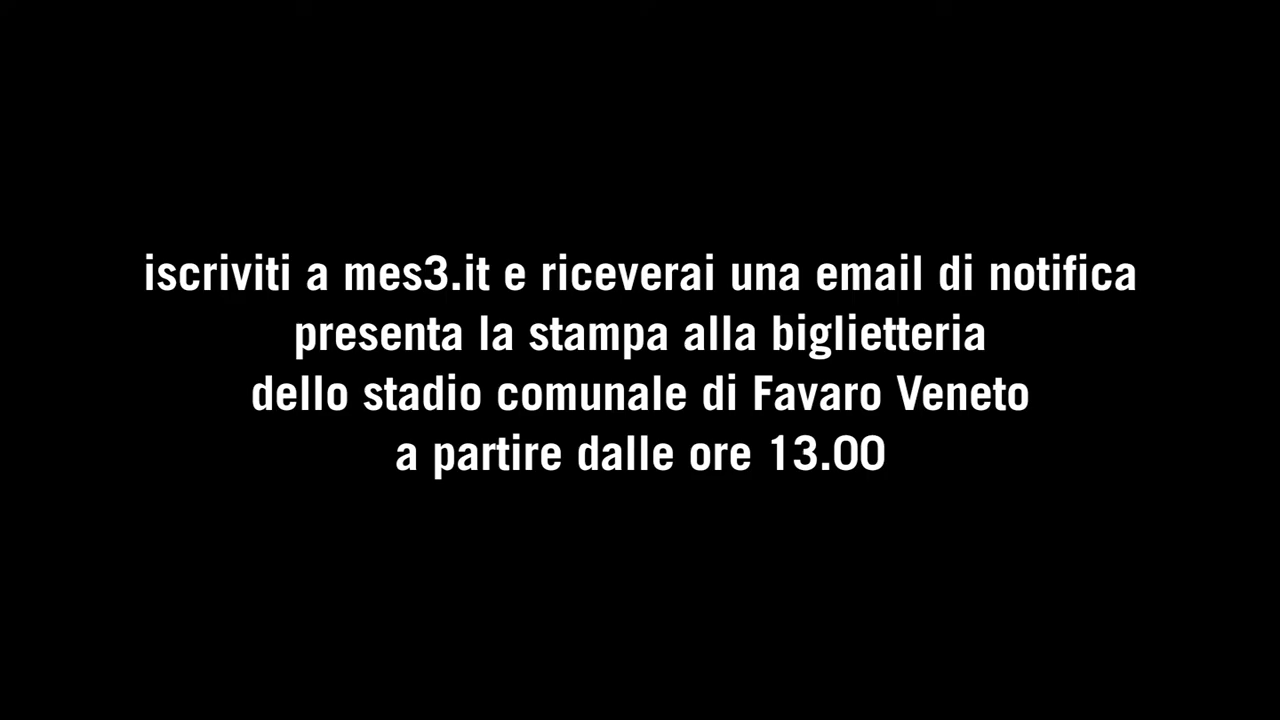 iscriviti a mes3.it e riceverai una email di notifica
presenta la stampa alla biglietteria
dello stadio comunale di Favaro Veneto
a partire dalle ore 13.00